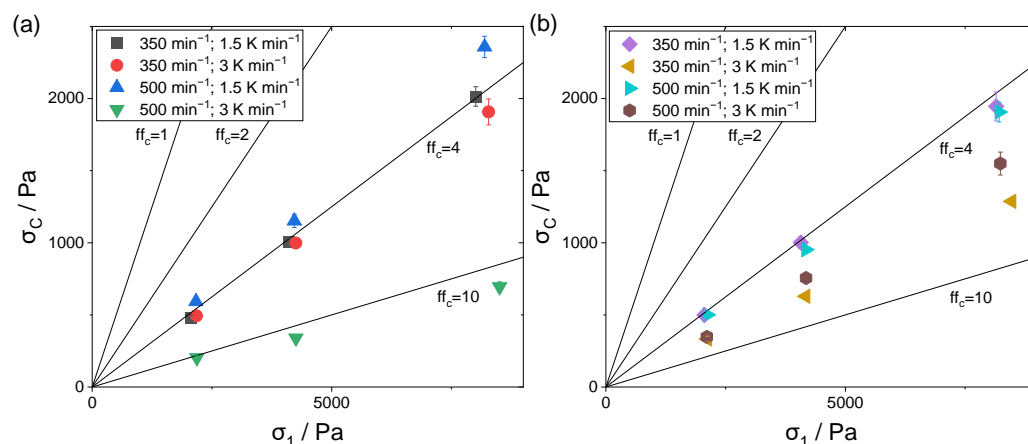 (a)
350 min⁻¹; 1.5 K min⁻¹
350 min⁻¹; 3 K min⁻¹
500 min⁻¹; 1.5 K min⁻¹
500 min⁻¹; 3 K min⁻¹
ff_c=1
ff_c=2
ff_c=4
ff_c=10
2000
1000
0
σ_C / Pa
0
5000
σ_1 / Pa
(b)
350 min⁻¹; 1.5 K min⁻¹
350 min⁻¹; 3 K min⁻¹
500 min⁻¹; 1.5 K min⁻¹
500 min⁻¹; 3 K min⁻¹
ff_c=1
ff_c=2
ff_c=4
ff_c=10
2000
1000
0
σ_C / Pa
0
5000
σ_1 / Pa